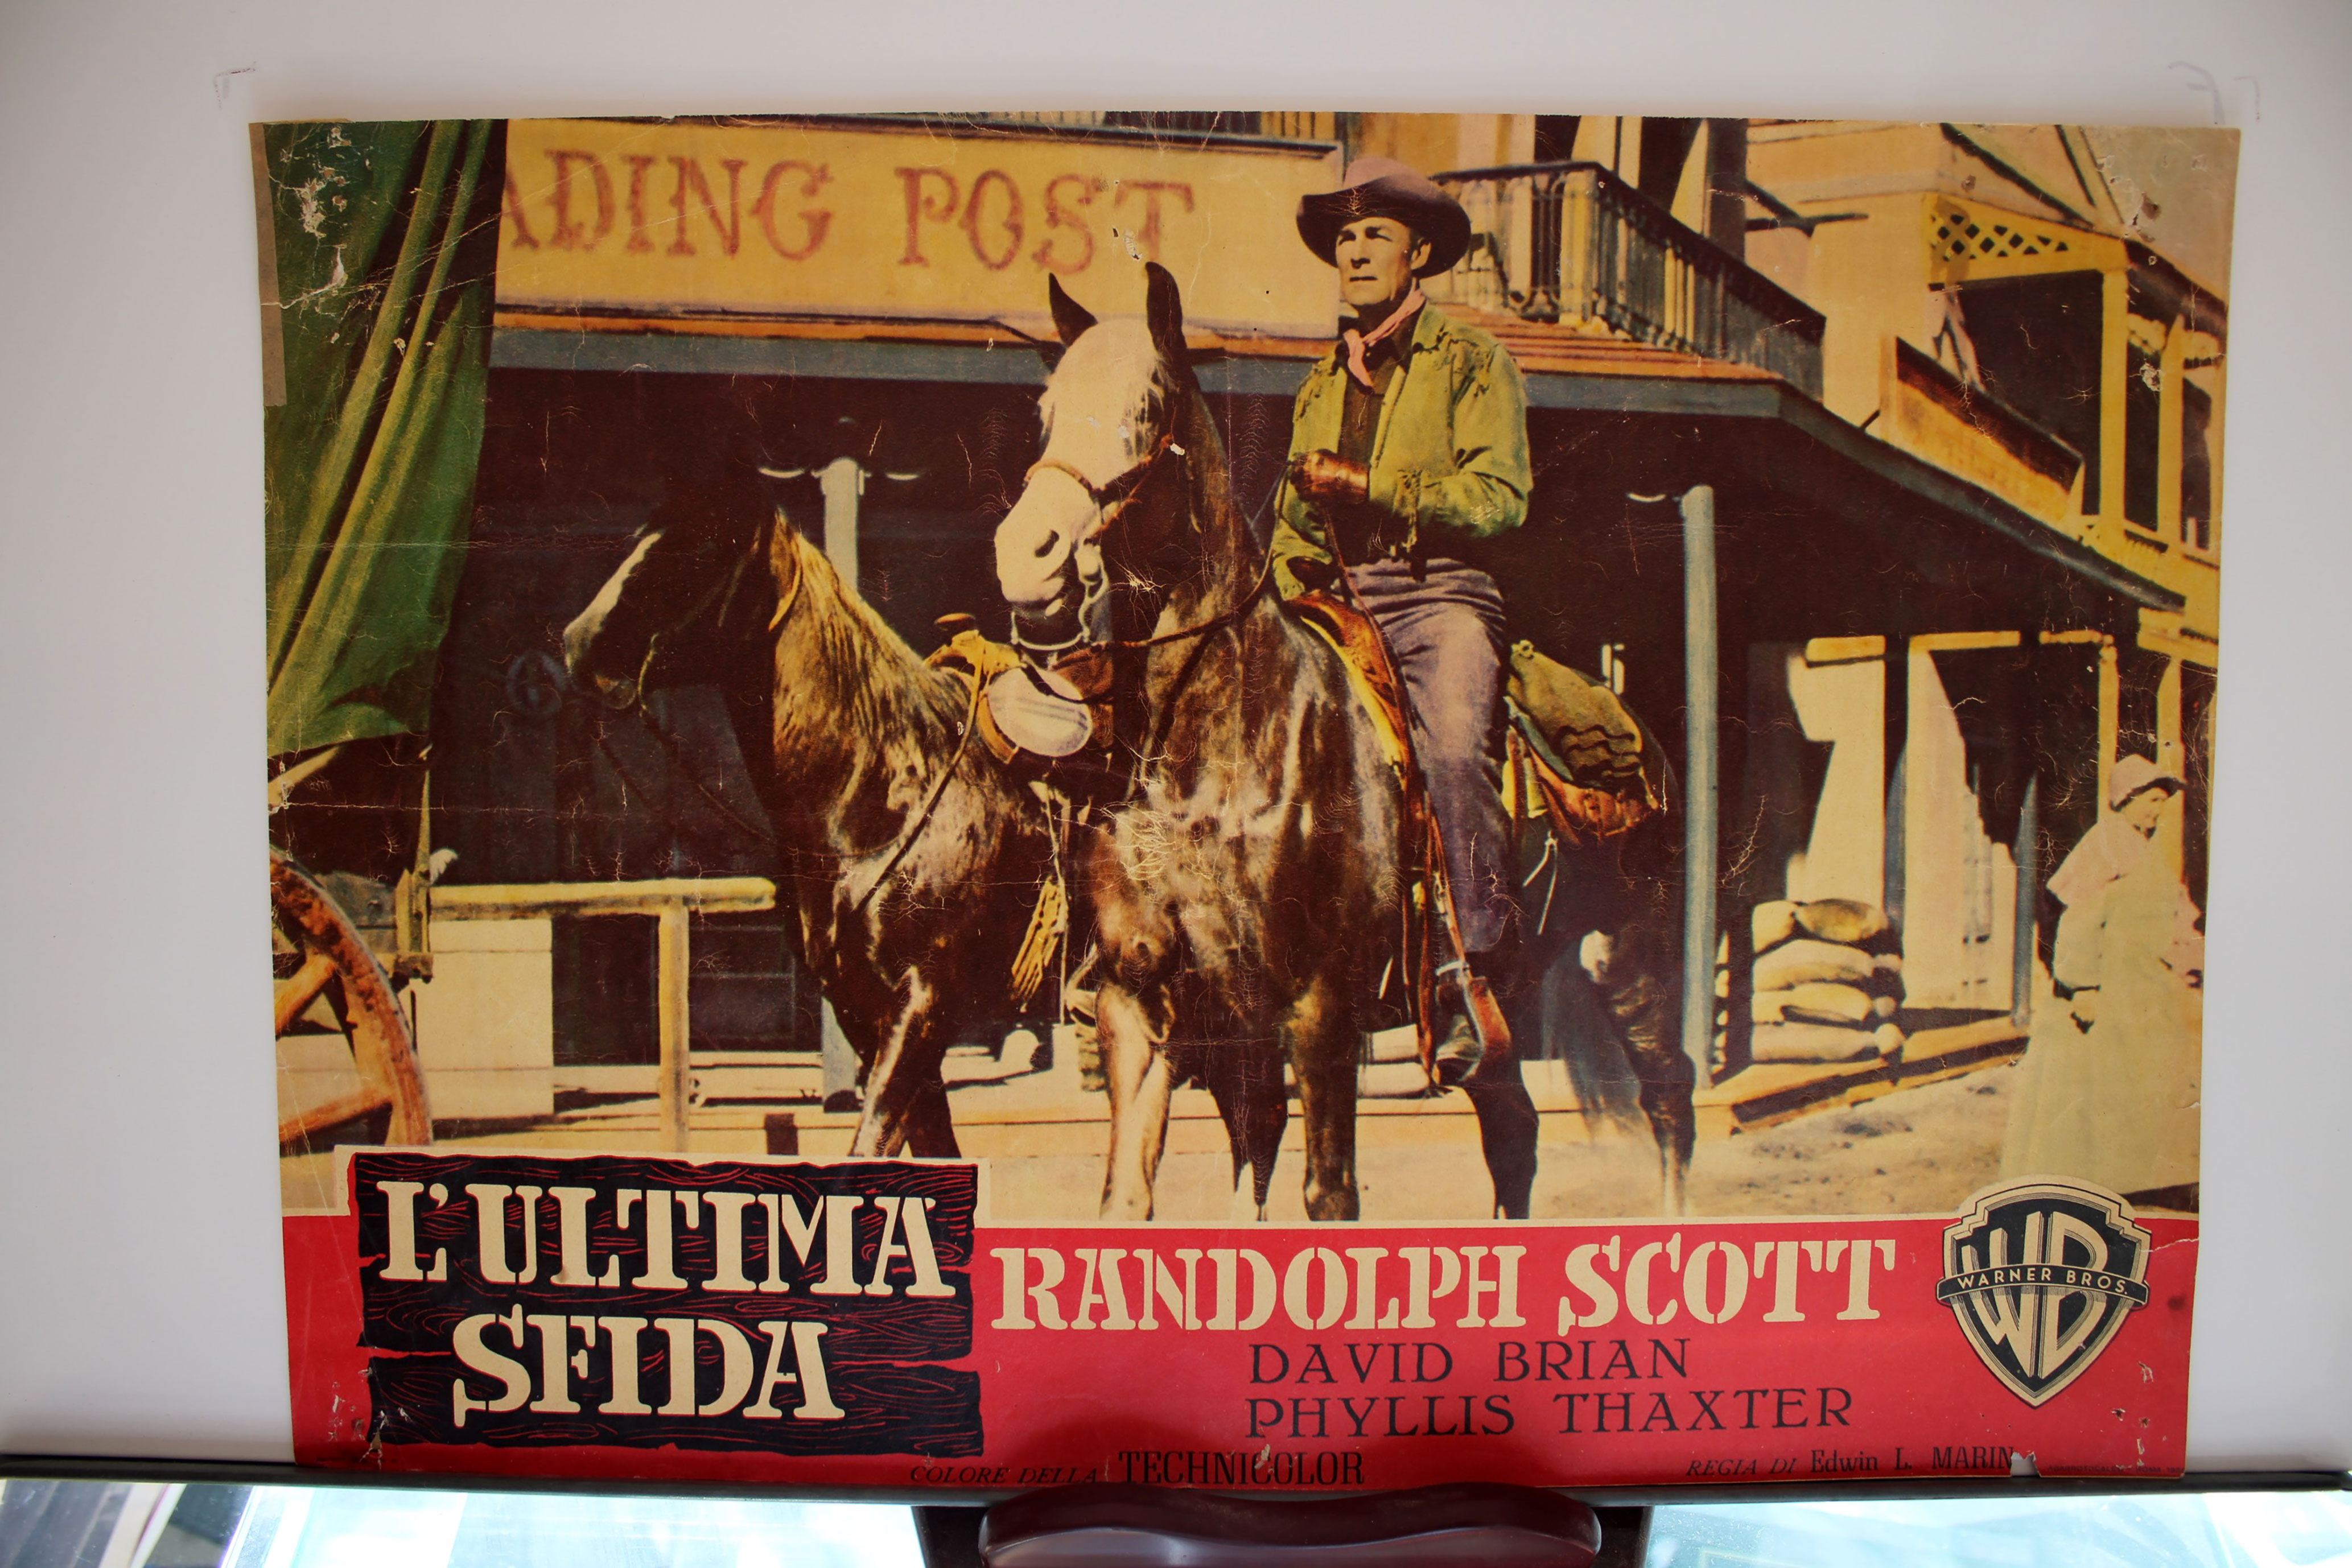 ADING POST
L'ULTIMA
SFIDA
RANDOLPH SCOTT
DAVID BRIAN
PHYLLIS THAXTER
COLORE DELLA TECHNICOLOR
REGIA DI Edwin L. MARIN
WB
WARNER BROS.